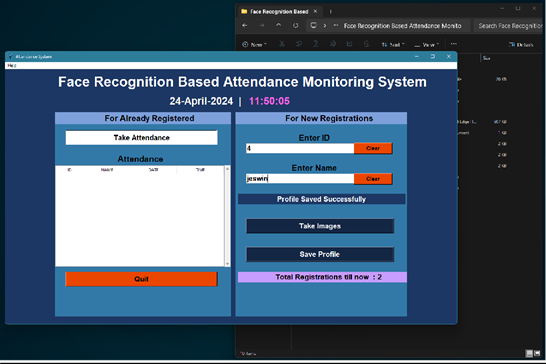 Face Recognition Based
New
Sort
View
Details
Face Recognition Based Attendance Monito
Search Face Recognition
Attendance System
Help
Face Recognition Based Attendance Monitoring System
24-April-2024 | 11:50:05
For Already Registered
For New Registrations
Take Attendance
Enter ID
4
Clear
Attendance
Enter Name
ID NAME DATE TIME
jeswin
Clear
Profile Saved Successfully
Take Images
Save Profile
Quit
Total Registrations till now : 2